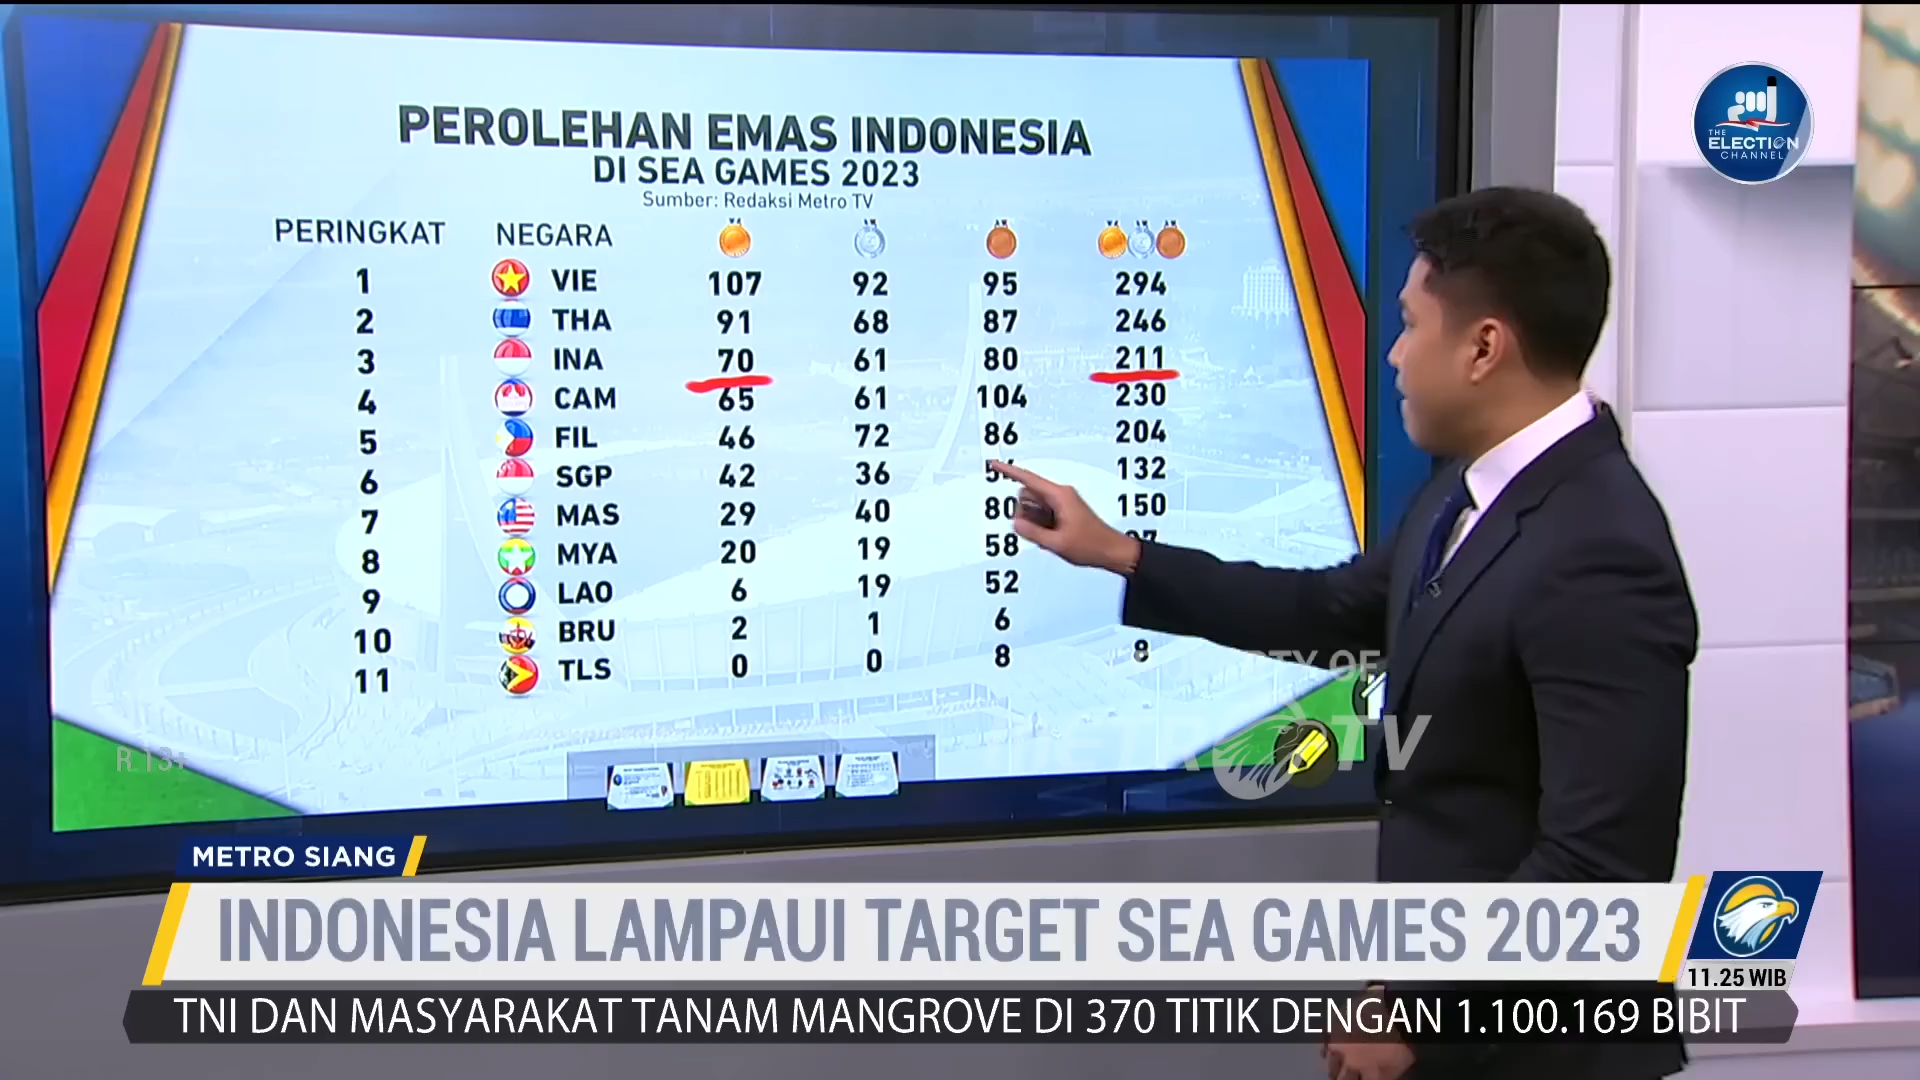 PEROLEHAN EMAS INDONESIA
DI SEA GAMES 2023
Sumber: Redaksi Metro TV
PERINGKAT NEGARA
1 VIE 107 92 95 294
2 THA 91 68 87 246
3 INA 70 61 80 211
4 CAM 65 61 104 230
5 FIL 46 72 86 204
6 SGP 42 36 132
7 MAS 29 40 80 150
8 MYA 20 19 58
9 LAO 6 19 52
10 BRU 2 1 6
11 TLS 0 0 8 8
THE
ELECTION
CHANNEL
OF
TV
R 13+
METRO SIANG
INDONESIA LAMPAUI TARGET SEA GAMES 2023
11.25 WIB
TNI DAN MASYARAKAT TANAM MANGROVE DI 370 TITIK DENGAN 1.100.169 BIBIT